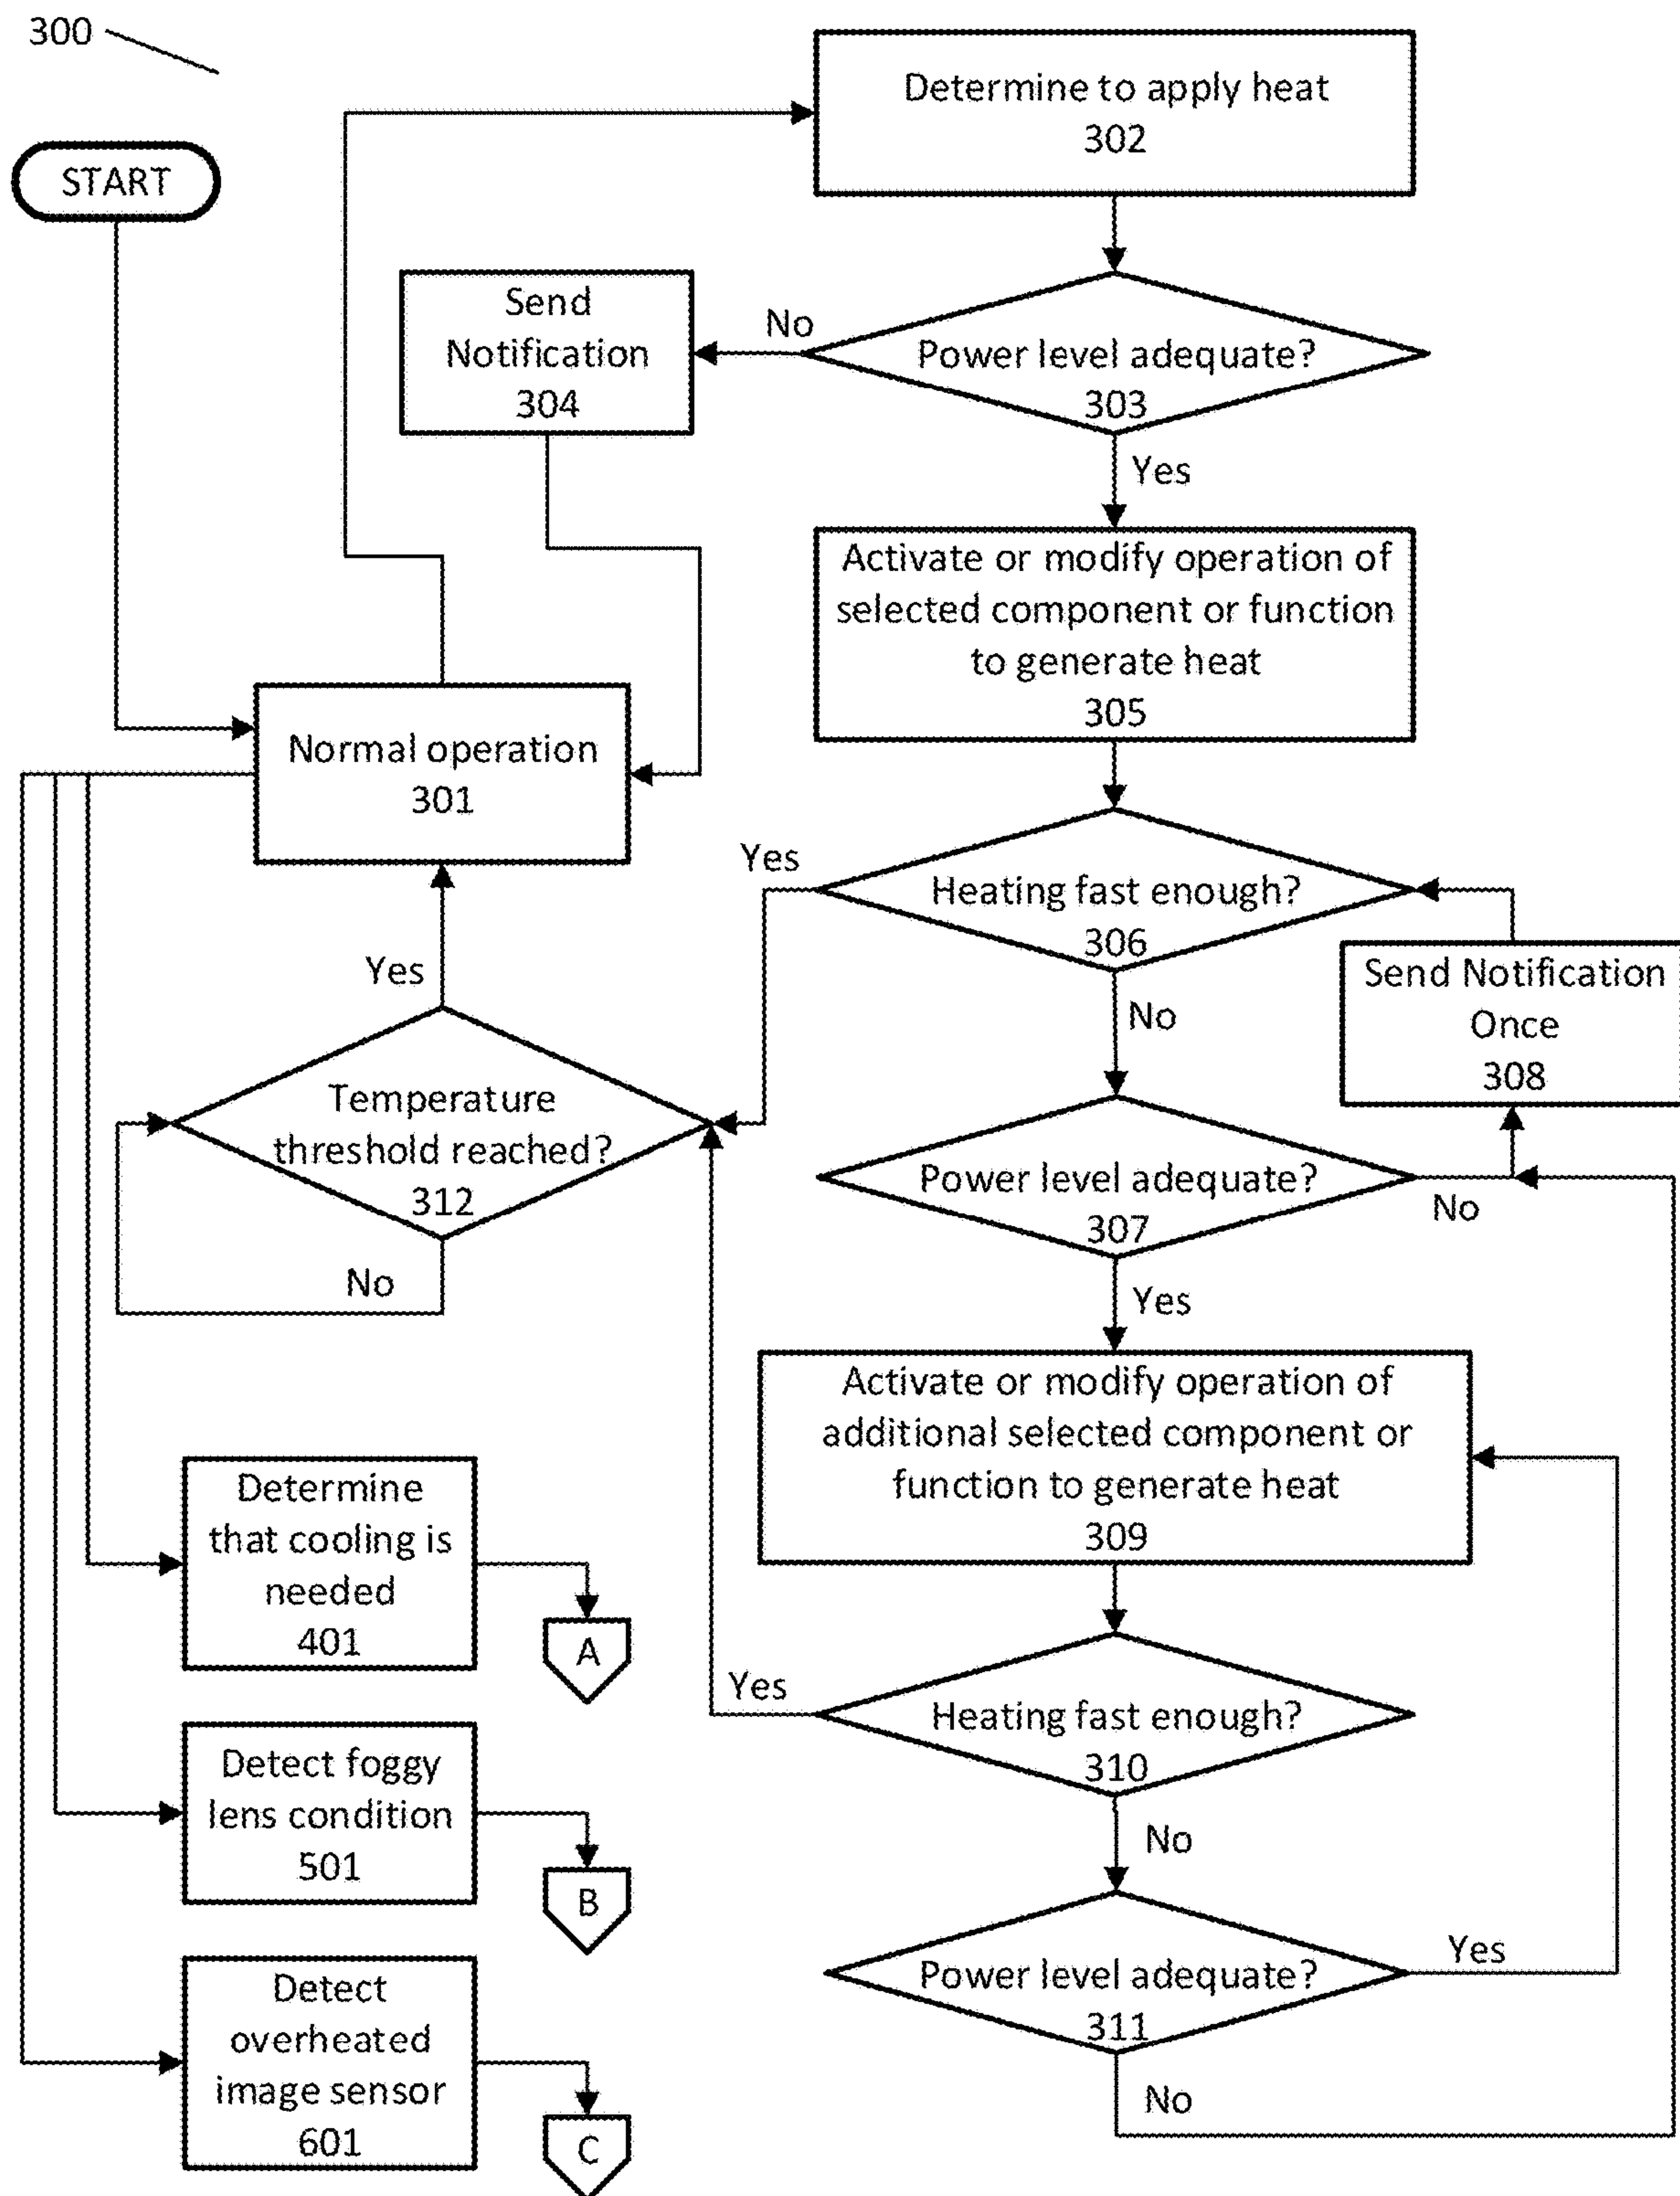 300
START
Determine to apply heat
302
Send
Notification
304
No
Power level adequate?
303
Yes
Activate or modify operation of
selected component or function
to generate heat
305
Normal operation
301
Yes
Heating fast enough?
306
No
Send Notification
Once
308
Yes
Temperature
threshold reached?
312
No
Power level adequate?
307
No
Yes
Activate or modify operation of
additional selected component or
function to generate heat
309
Determine
that cooling is
needed
401
A
Yes
Heating fast enough?
310
No
Detect foggy
lens condition
501
B
Power level adequate?
311
Yes
No
Detect
overheated
image sensor
601
C